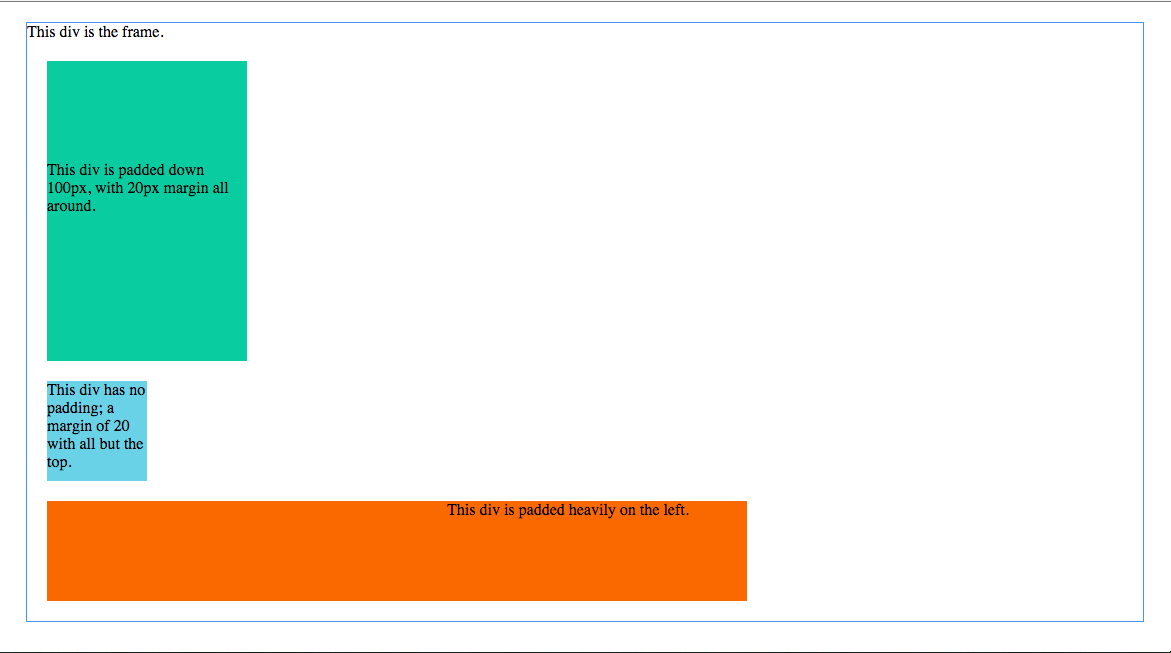 This div is the frame.
This div is padded down
100px, with 20px margin all
around.
This div has no
padding; a
margin of 20
with all but the
top.
This div is padded heavily on the left.